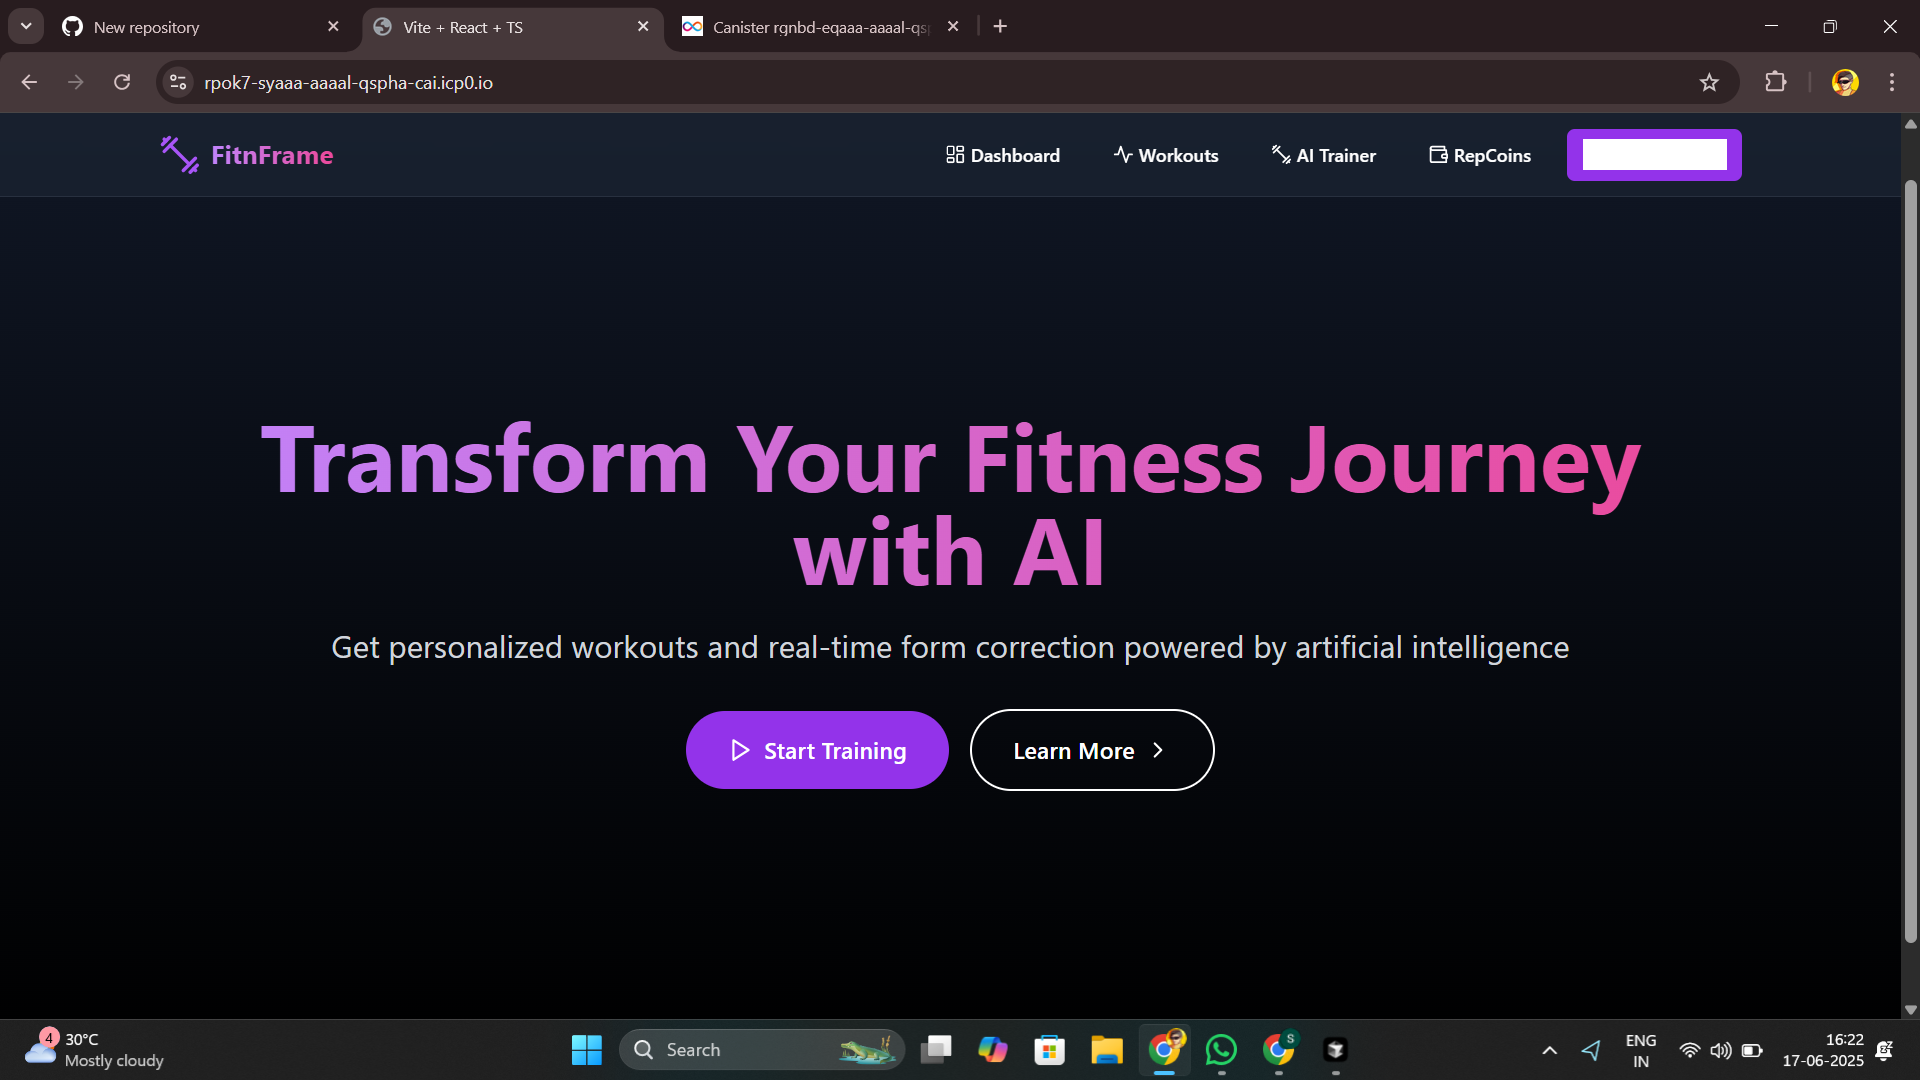 New repository
Vite + React + TS
Canister rgnbd-eqaaa-aaaal-qsp
rpok7-syaaa-aaaal-qspha-cai.icp0.io
FitnFrame
Dashboard
Workouts
AI Trainer
RepCoins
Transform Your Fitness Journey
with AI
Get personalized workouts and real-time form correction powered by artificial intelligence
Start Training
Learn More
4
30°C
Mostly cloudy
Search
S
ENG
IN
16:22
17-06-2025